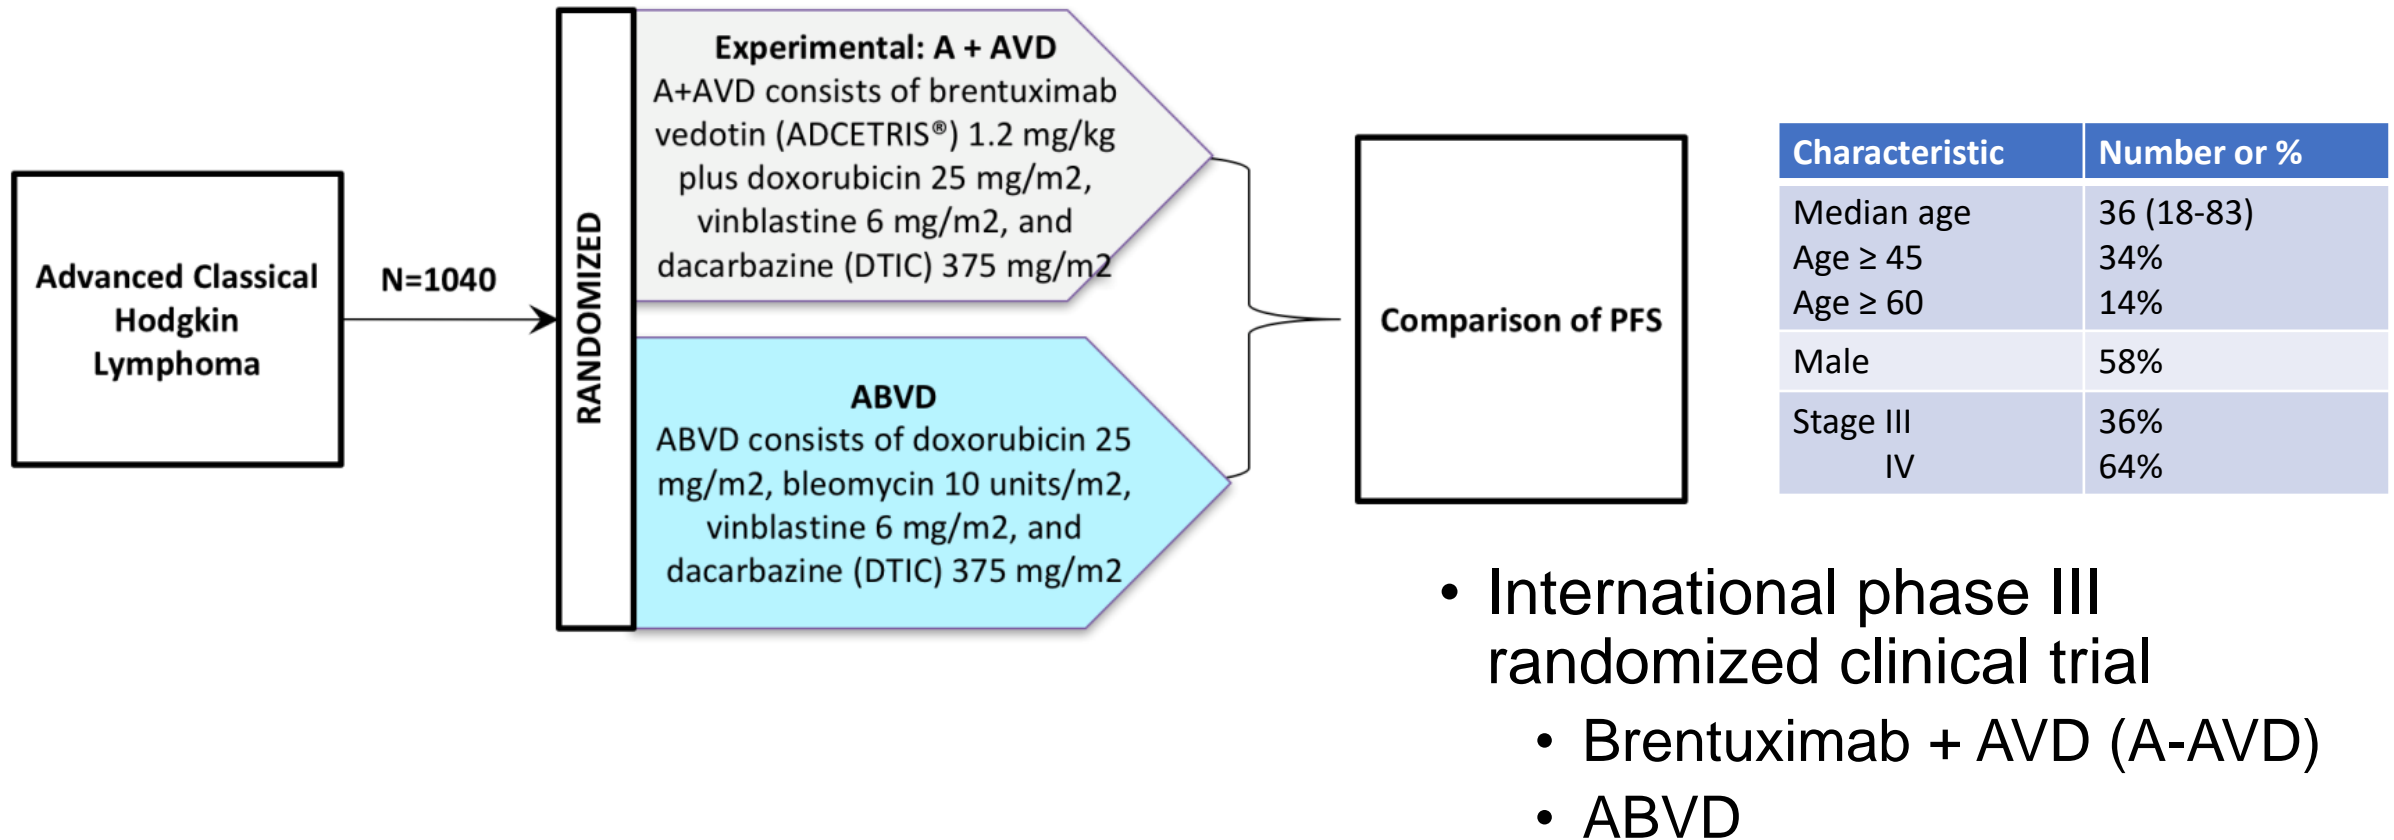 Advanced Classical
Hodgkin
Lymphoma
N=1040
RANDOMIZED
Experimental: A + AVD
A+AVD consists of brentuximab
vedotin (ADCETRIS®) 1.2 mg/kg
plus doxorubicin 25 mg/m2,
vinblastine 6 mg/m2, and
dacarbazine (DTIC) 375 mg/m2
ABVD
ABVD consists of doxorubicin 25
mg/m2, bleomycin 10 units/m2,
vinblastine 6 mg/m2, and
dacarbazine (DTIC) 375 mg/m2
Comparison of PFS
Characteristic Number or %
Median age 36 (18-83)
Age ≥ 45 34%
Age ≥ 60 14%
Male 58%
Stage III 36%
IV 64%
• International phase III
randomized clinical trial
• Brentuximab + AVD (A-AVD)
• ABVD